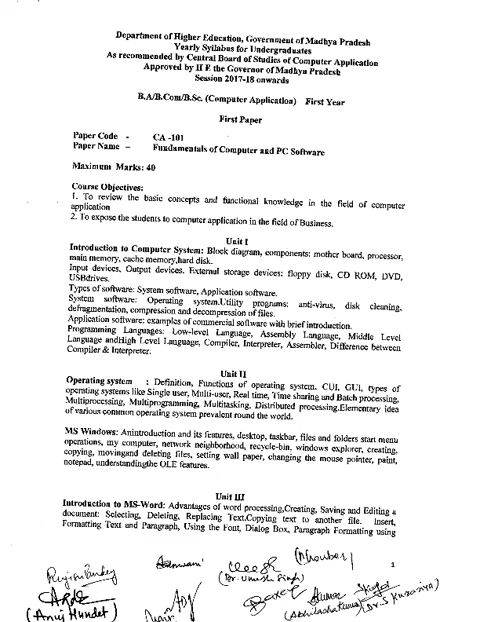 Department of Higher Education, Government of Madhya Pradesh
Yearly Syllabus for Undergraduates
As recommended by Central Board of Studies of Computer Application
Approved by H E the Governor of Madhya Pradesh
Session 2017-18 onwards
B.A/B.Com/B.Sc. (Computer Application) First Year
First Paper
Paper Code - CA -101
Paper Name – Fundamentals of Computer and PC Software
Maximum Marks: 40
Course Objectives:
1. To review the basic concepts and functional knowledge in the field of computer
application
2. To expose the students to computer application in the field of Business.
Unit I
Introduction to Computer System: Block diagram, components: mother board, processor,
main memory, cache memory,hard disk.
Input devices, Output devices. External storage devices: floppy disk, CD ROM, DVD,
USBdrives.
Types of software: System software, Application software.
System software: Operating system.Utility programs: anti-virus, disk cleaning,
defragmentation, compression and decompression of files.
Application software: examples of commercial software with brief introduction.
Programming Languages: Low-level Language, Assembly Language, Middle Level
Language andHigh Level Language, Compiler, Interpreter, Assembler, Difference between
Compiler & Interpreter.
Unit II
Operating system : Definition, Functions of operating system. CUI, GUI, types of
operating systems like Single user, Multi-user, Real time, Time sharing and Batch processing,
Multiprocessing, Multiprogramming, Multitasking, Distributed processing.Elementary idea
of various common operating system prevalent round the world.
MS Windows: Anintroduction and its features, desktop, taskbar, files and folders start menu
operations, my computer, network neighborhood, recycle-bin, windows explorer, creating,
copying, movingand deleting files, setting wall paper, changing the mouse pointer, paint,
notepad, understandingthe OLE features.
Unit III
Introduction to MS-Word: Advantages of word processing,Creating, Saving and Editing a
document: Selecting, Deleting, Replacing Text.Copying text to another file. Insert,
Formatting Text and Paragraph, Using the Font, Dialog Box, Paragraph Formatting using
1
(Dr. Umesh Singh)